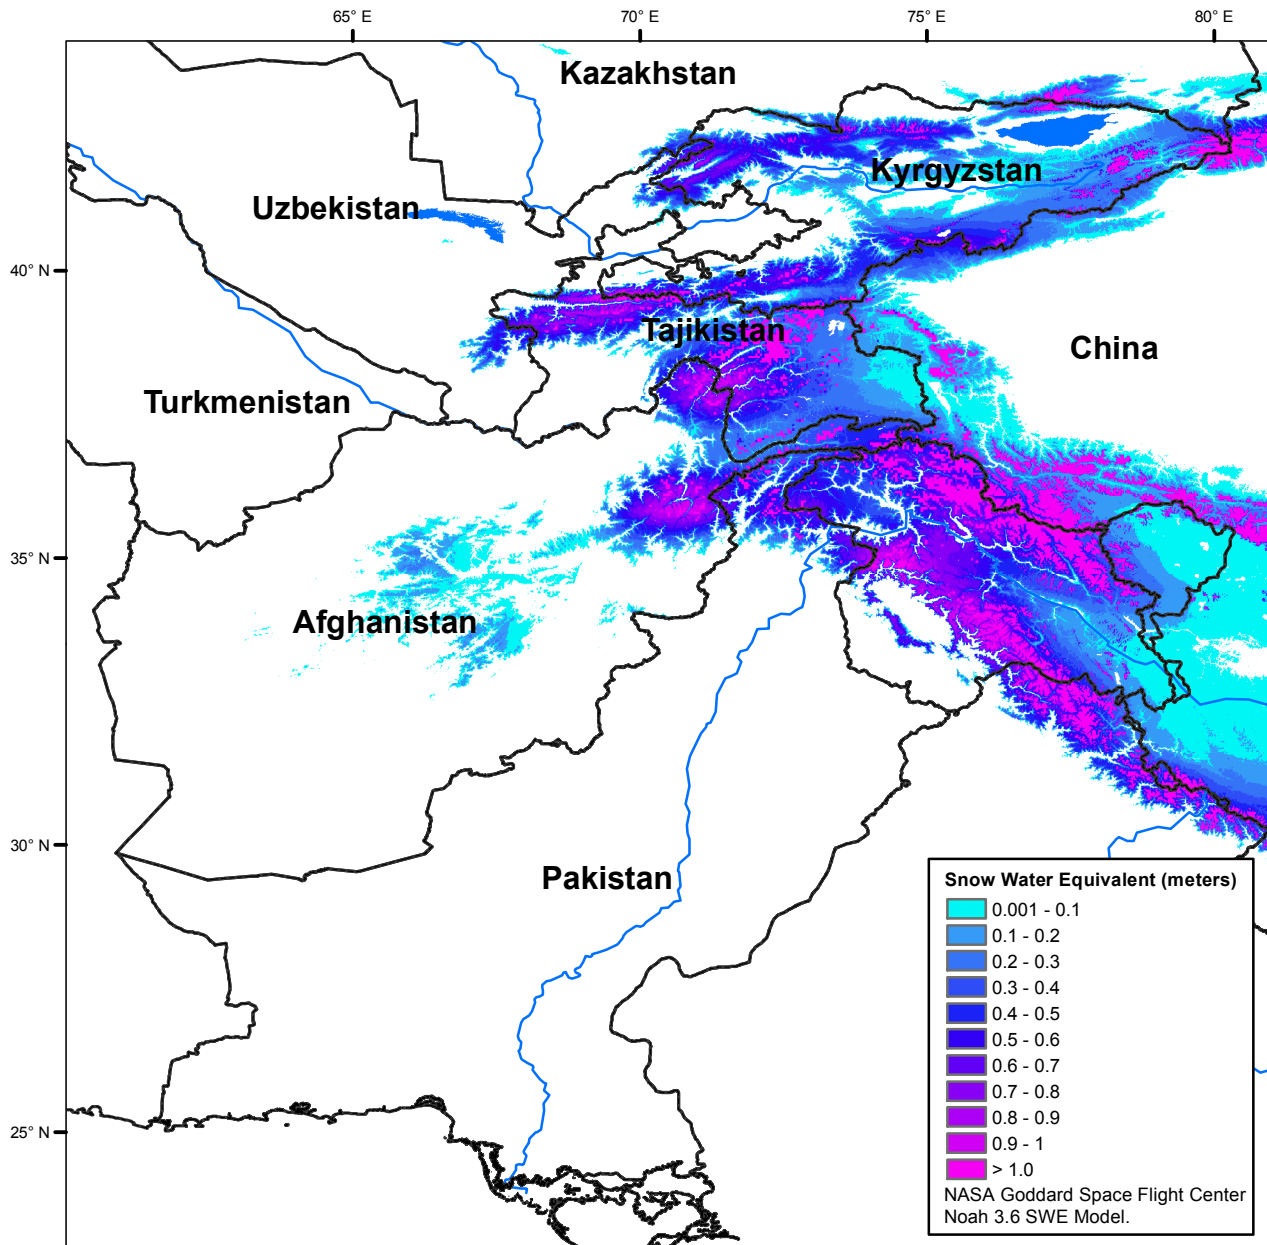 65° E
70° E
75° E
80° E
Kazakhstan
Kyrgyzstan
Uzbekistan
40° N
Tajikistan
China
Turkmenistan
35° N
Afghanistan
30° N
Pakistan
25° N
Snow Water Equivalent (meters)
0.001 - 0.1
0.1 - 0.2
0.2 - 0.3
0.3 - 0.4
0.4 - 0.5
0.5 - 0.6
0.6 - 0.7
0.7 - 0.8
0.8 - 0.9
0.9 - 1
> 1.0
NASA Goddard Space Flight Center
Noah 3.6 SWE Model.